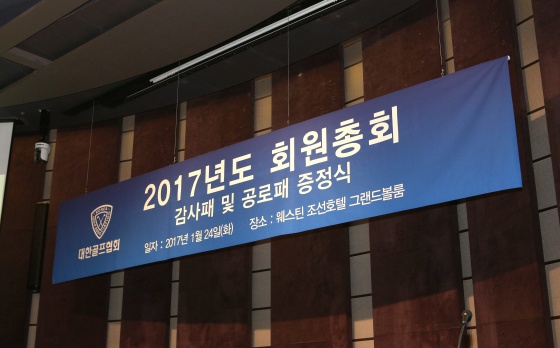 2017년도 회원총회
감사패 및 공로패 증정식
일자 : 2017년 1월 24일(화) 장소 : 웨스틴 조선호텔 그랜드볼룸
대한골프협회